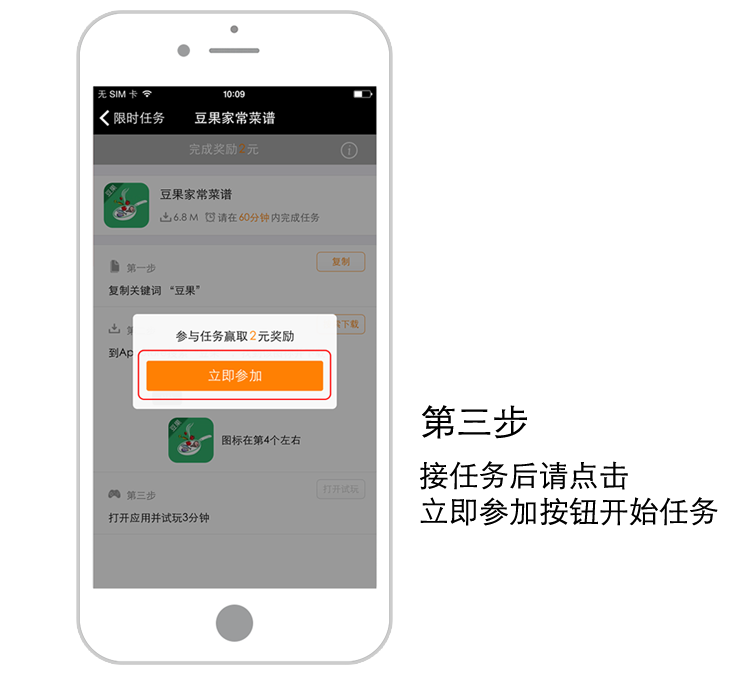 无 SIM 卡
10:09
限时任务
豆果家常菜谱
完成奖励2元
豆果
豆果家常菜谱
6.8 M 请在60分钟内完成任务
第一步
复制
复制关键词 “豆果”
第
下载
到Ap
参与任务赢取2元奖励
立即参加
豆果
图标在第4个左右
第三步
打开试玩
打开应用并试玩3分钟
第三步
接任务后请点击
立即参加按钮开始任务